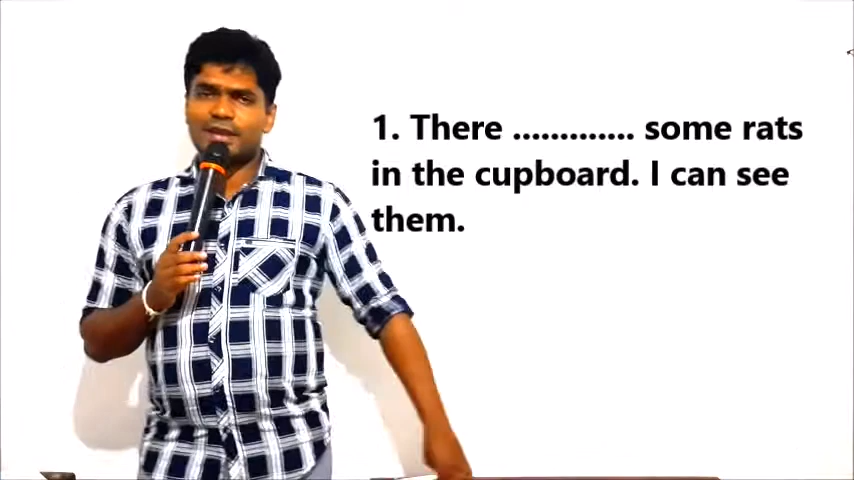 1. There ............. some rats
in the cupboard. I can see
them.